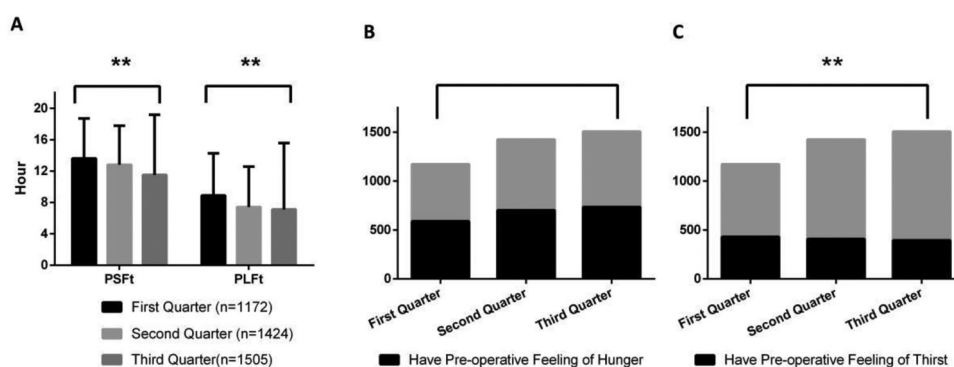 A
** **
20
16
12
8
4
0
Hour
PSFt PLFt
First Quarter (n=1172)
Second Quarter (n=1424)
Third Quarter(n=1505)
B
1500
1000
500
0
First Quarter
Second Quarter
Third Quarter
Have Pre-operative Feeling of Hunger
C
**
1500
1000
500
0
First Quarter
Second Quarter
Third Quarter
Have Pre-operative Feeling of Thirst